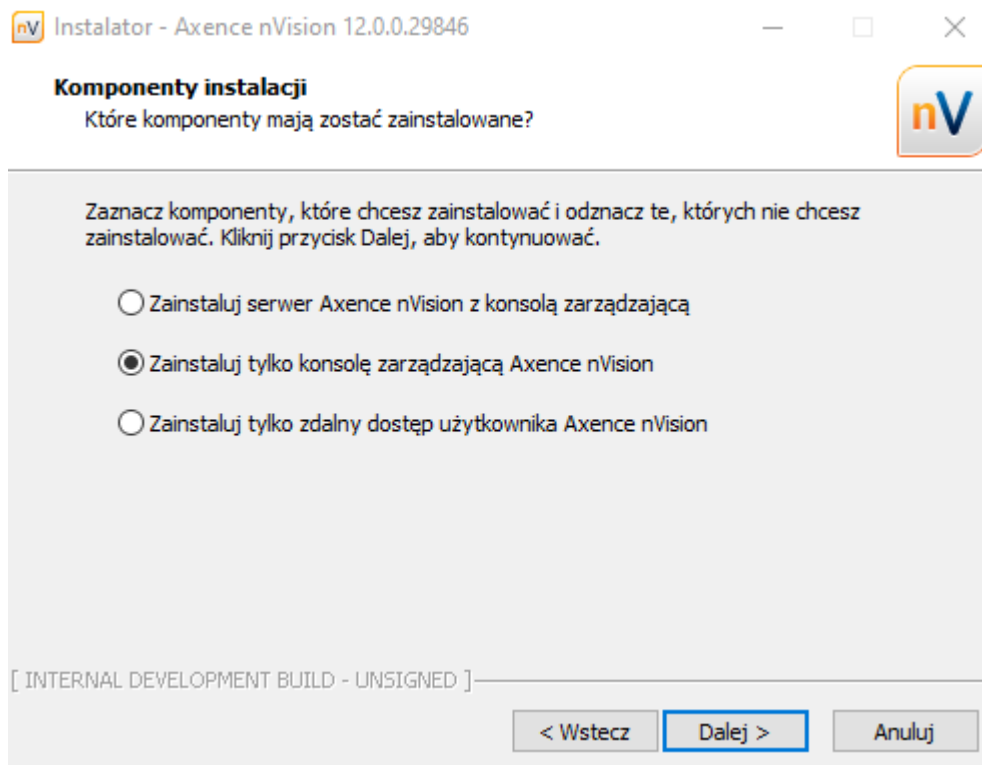 nV Instalator - Axence nVision 12.0.0.29846
Komponenty instalacji
Które komponenty mają zostać zainstalowane?
nV
Zaznacz komponenty, które chcesz zainstalować i odznacz te, których nie chcesz
zainstalować. Kliknij przycisk Dalej, aby kontynuować.
Zainstaluj serwer Axence nVision z konsolą zarządzającą
Zainstaluj tylko konsolę zarządzającą Axence nVision
Zainstaluj tylko zdalny dostęp użytkownika Axence nVision
[ INTERNAL DEVELOPMENT BUILD - UNSIGNED ]
< Wstecz Dalej > Anuluj